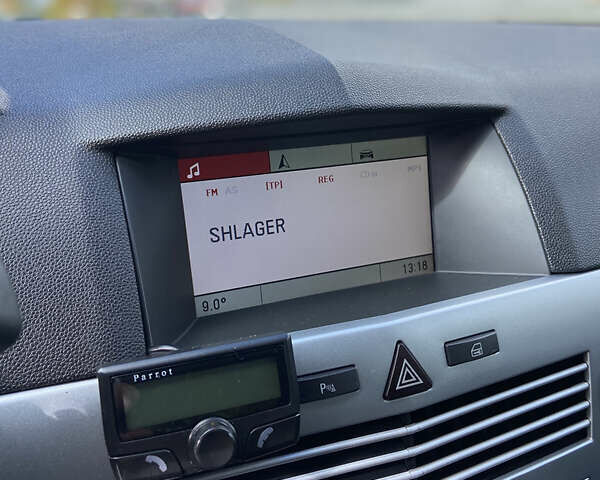 FM AS [TP] REG CD in MP3
SHLAGER
9.0° 13:18
Parrot
P